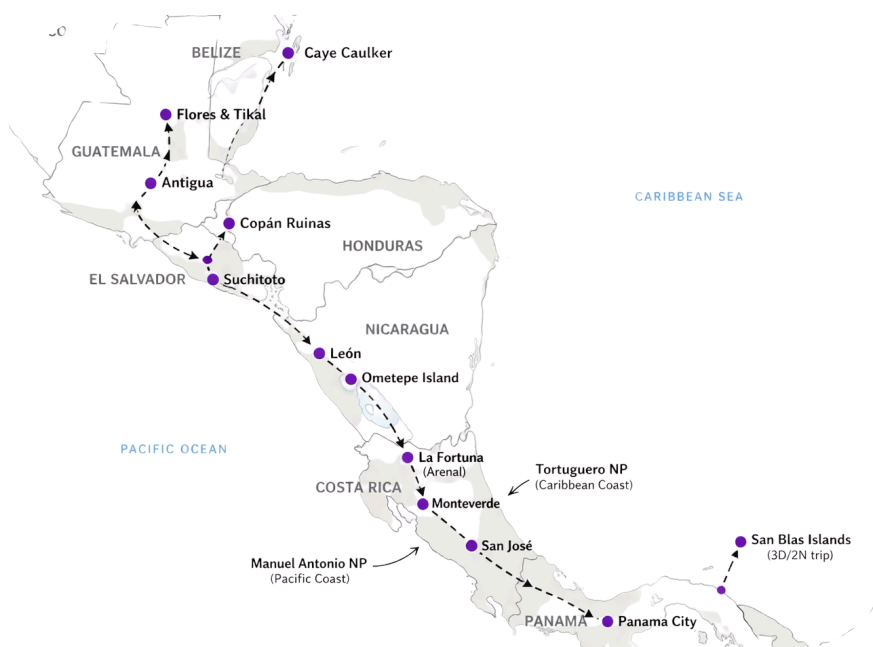 BELIZE
Caye Caulker
Flores & Tikal
GUATEMALA
Antigua
CARIBBEAN SEA
Copán Ruinas
HONDURAS
EL SALVADOR
Suchitoto
NICARAGUA
León
Ometepe Island
PACIFIC OCEAN
La Fortuna
(Arenal)
Tortuguero NP
(Caribbean Coast)
COSTA RICA
Monteverde
San José
San Blas Islands
(3D/2N trip)
Manuel Antonio NP
(Pacific Coast)
PANAMA
Panama City